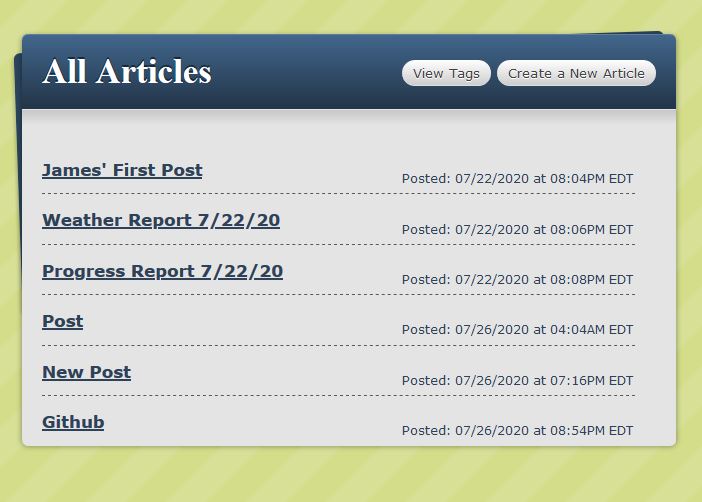 All Articles
View Tags
Create a New Article
James' First Post
Posted: 07/22/2020 at 08:04PM EDT
Weather Report 7/22/20
Posted: 07/22/2020 at 08:06PM EDT
Progress Report 7/22/20
Posted: 07/22/2020 at 08:08PM EDT
Post
Posted: 07/26/2020 at 04:04AM EDT
New Post
Posted: 07/26/2020 at 07:16PM EDT
Github
Posted: 07/26/2020 at 08:54PM EDT